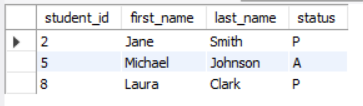 student_id first_name last_name status
2 Jane Smith P
5 Michael Johnson A
8 Laura Clark P